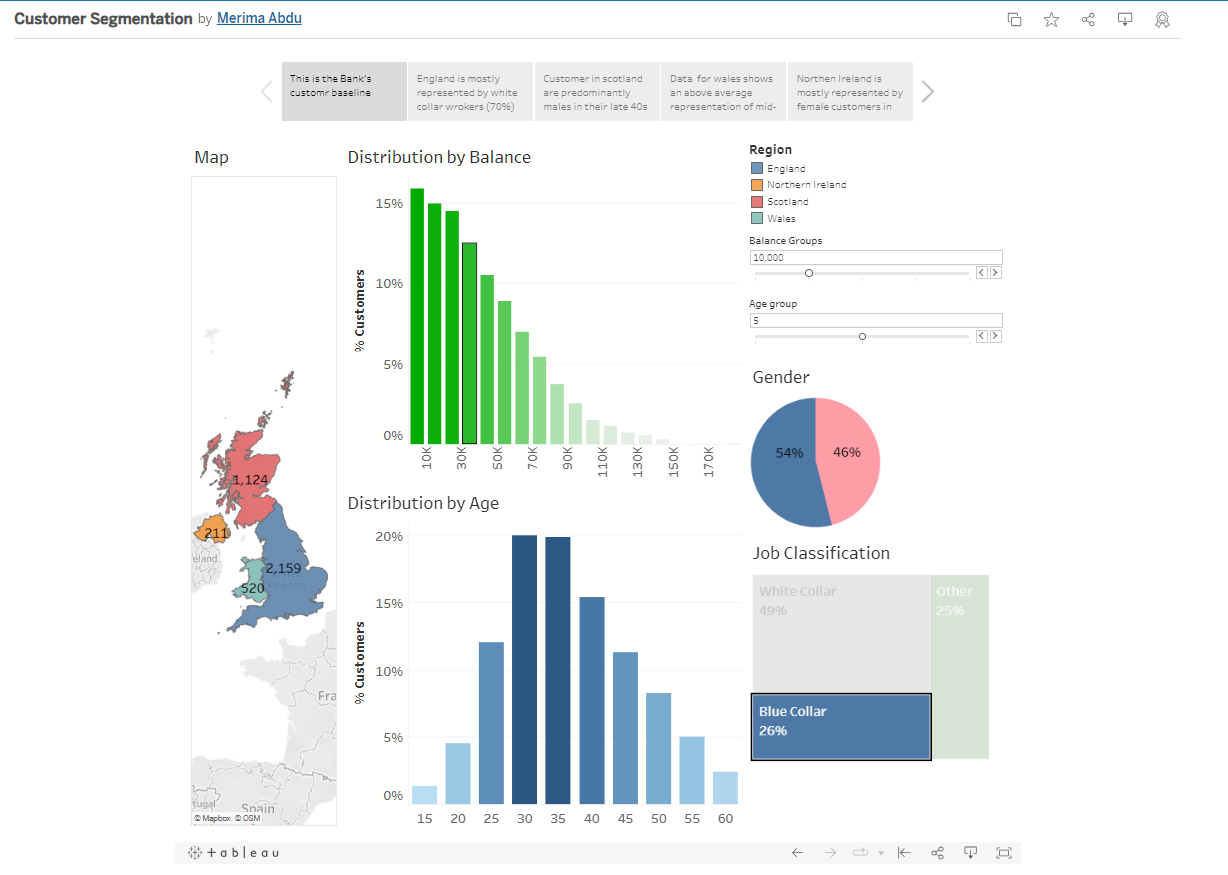 Customer Segmentation by Merima Abdu
This is the Bank's
customr baseline
England is mostly
represented by white
collar wrokers (70%)
Customer in scotland
are predominantly
males in their late 40s
Data for wales shows
an above average
representation of mid-
Northen Ireland is
mostly represented by
female customers in
Map
1,124
211
eland
2,159
Kingdom
520
Fra
tugal
Spain
© Mapbox © OSM
Distribution by Balance
% Customers
15%
10%
5%
0%
10K 30K 50K 70K 90K 110K 130K 150K 170K
Distribution by Age
% Customers
20%
15%
10%
5%
0%
15 20 25 30 35 40 45 50 55 60
Region
England
Northern Ireland
Scotland
Wales
Balance Groups
10,000
Age group
5
Gender
54% 46%
Job Classification
White Collar
49%
Other
25%
Blue Collar
26%
+ a b | e a u